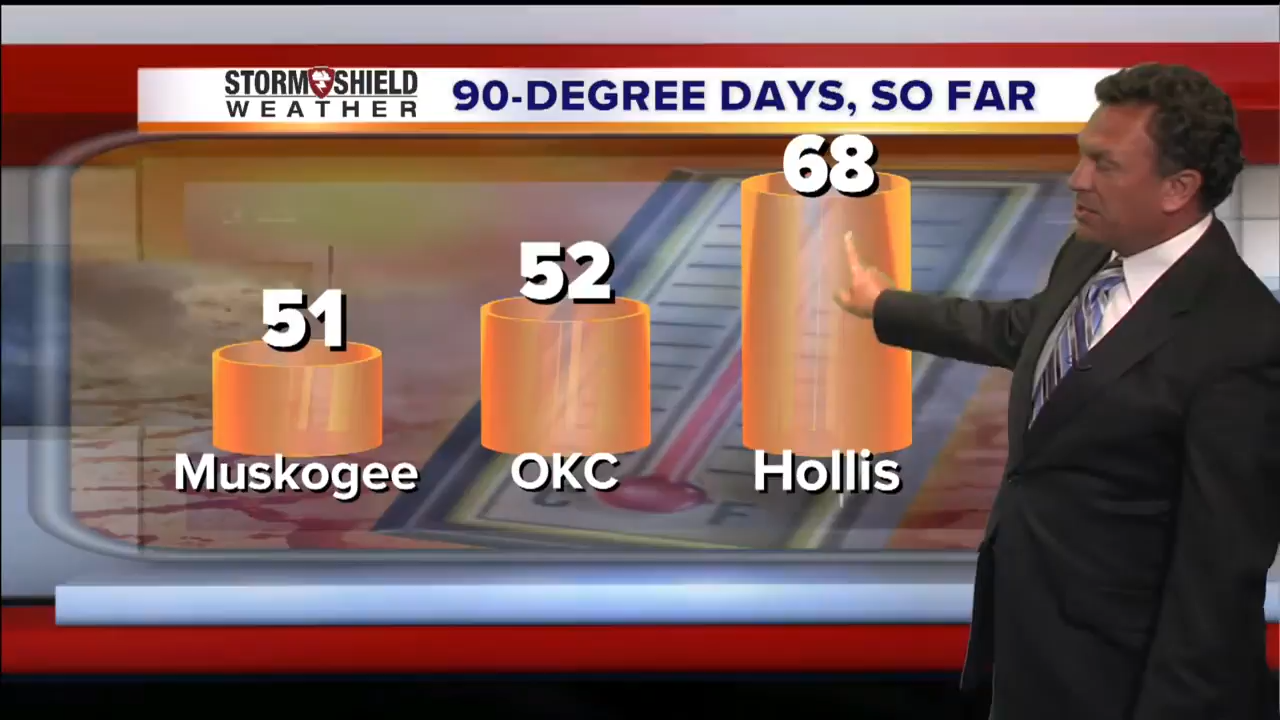 STORM SHIELD
WEATHER
90-DEGREE DAYS, SO FAR
51
52
68
Muskogee
OKC
Hollis
C
F